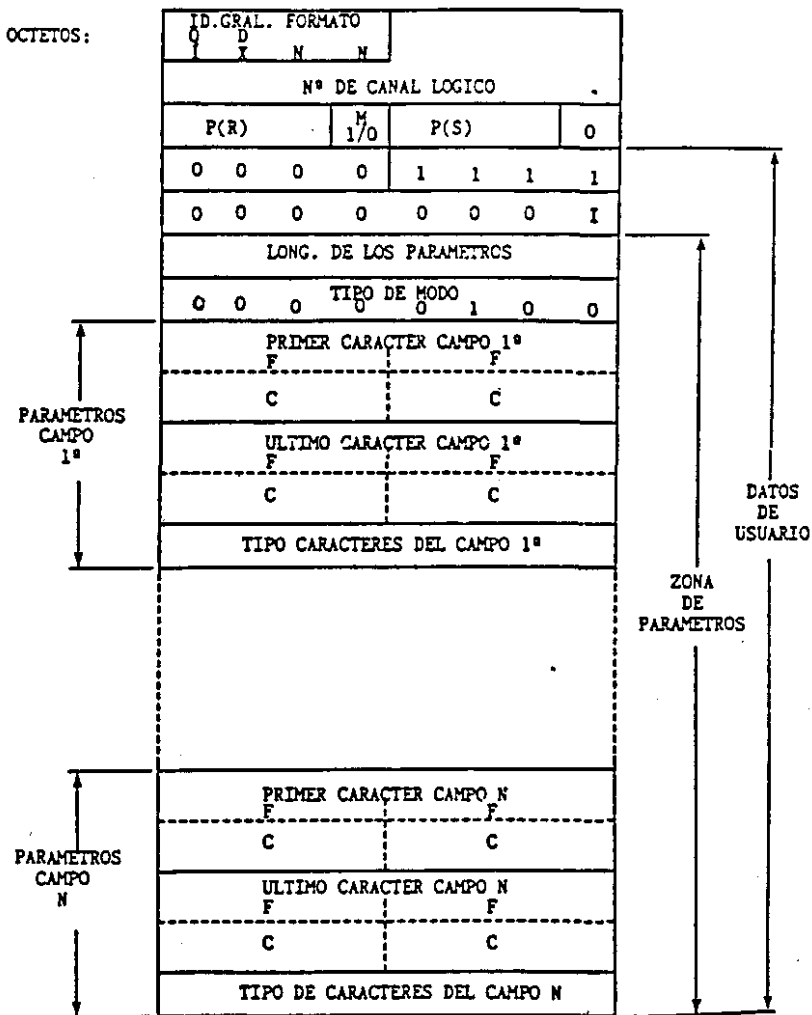 ID.GRAL. FORMATO
OCTETOS:
Q D
1 X N N
Nº DE CANAL LOGICO
P(R) M 1/0 P(S) 0
0 0 0 0 1 1 1 1
0 0 0 0 0 0 0 I
LONG. DE LOS PARAMETROS
TIPO DE MODO
0 0 0 0 0 1 0 0
PRIMER CARACTER CAMPO 1º
F F
C C
ULTIMO CARACTER CAMPO 1º
F F
C C
TIPO CARACTERES DEL CAMPO 1º
PARAMETROS
CAMPO
1º
DATOS
DE
USUARIO
ZONA
DE
PARAMETROS
PRIMER CARACTER CAMPO N
F F
C C
ULTIMO CARACTER CAMPO N
F F
C C
TIPO DE CARACTERES DEL CAMPO N
PARAMETROS
CAMPO
N